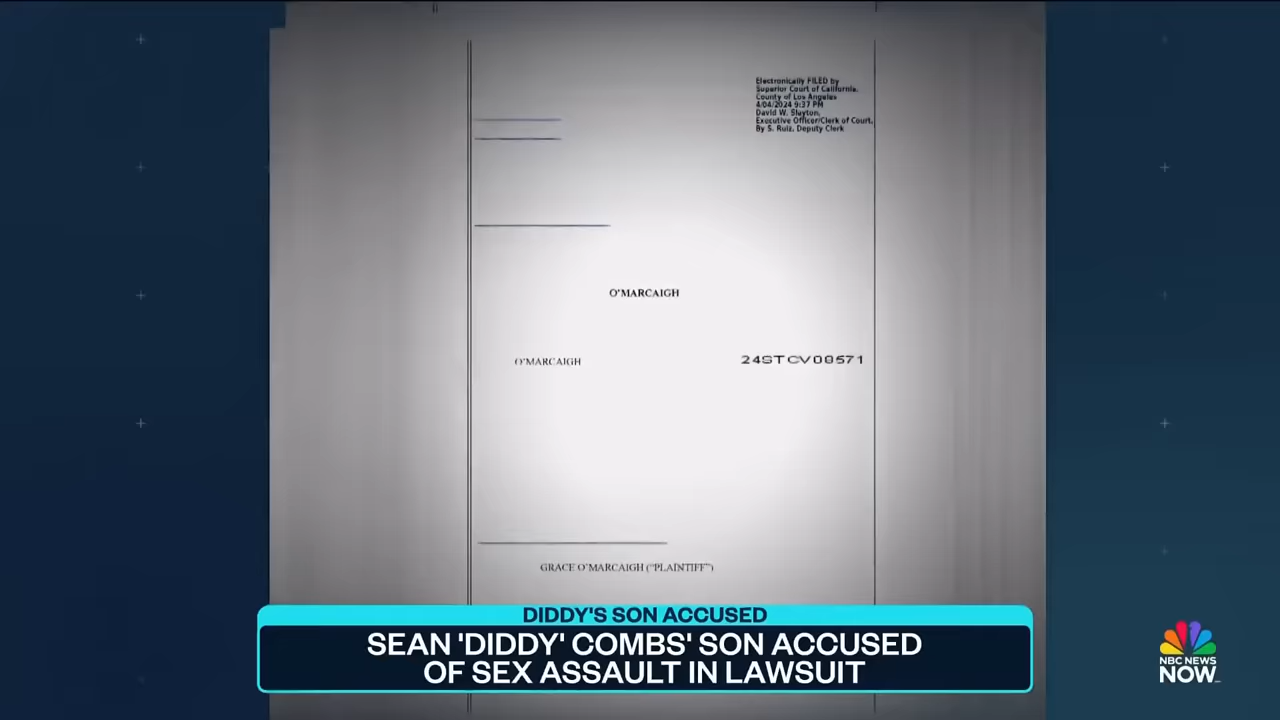 Electronically FILED by
Superior Court of California,
County of Los Angeles
4/04/2024 9:37 PM
David W. Slayton,
Executive Officer/Clerk of Court,
By S. Ruiz, Deputy Clerk
O'MARCAIGH
O'MARCAIGH
24STCV08571
GRACE O'MARCAIGH ("PLAINTIFF")
DIDDY'S SON ACCUSED
SEAN 'DIDDY' COMBS' SON ACCUSED
OF SEX ASSAULT IN LAWSUIT
NBC NEWS
NOW